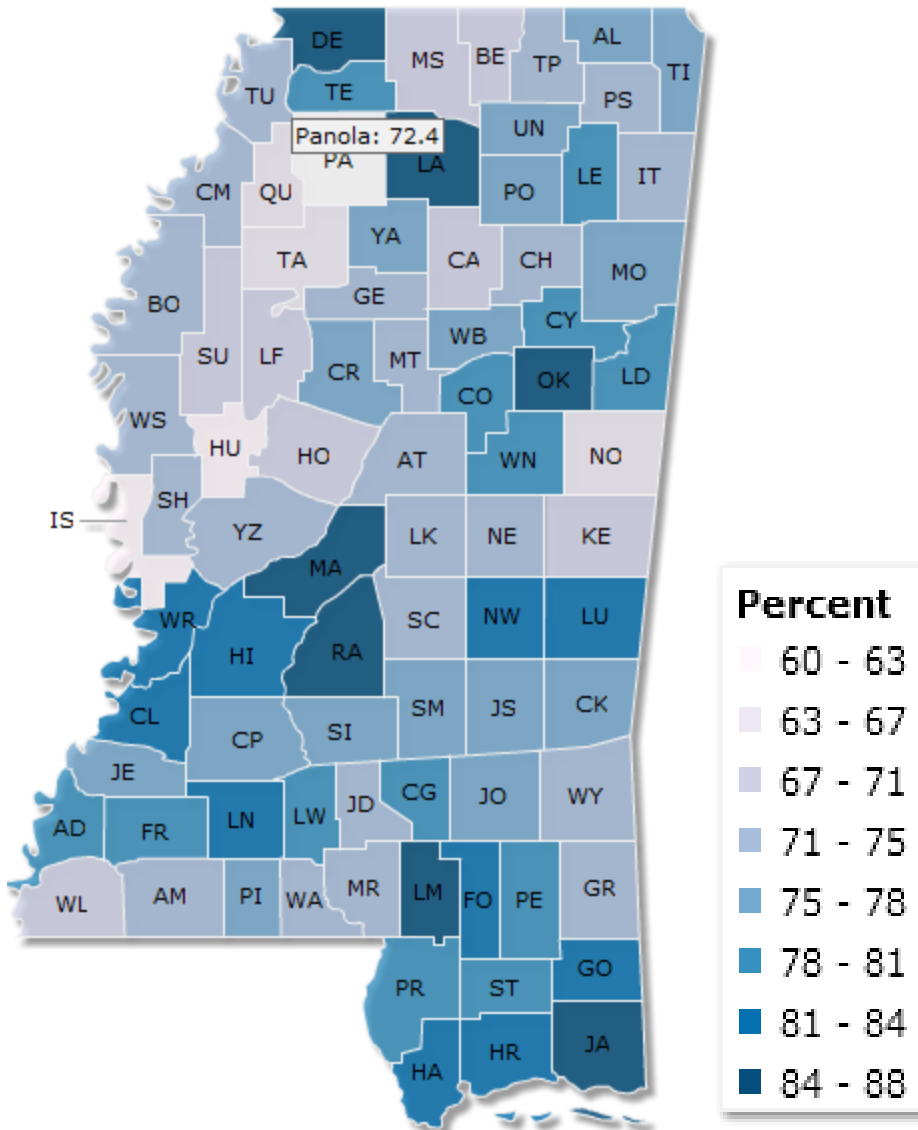 DE
MS
BE
TP
AL
TI
TU
TE
PS
Panola: 72.4
UN
PA
LA
LE
IT
CM
QU
PO
YA
TA
CA
CH
MO
GE
BO
WB
CY
SU
LF
CR
MT
OK
LD
CO
WS
HU
HO
AT
WN
NO
SH
IS
YZ
LK
NE
KE
MA
WR
SC
NW
LU
HI
RA
CL
SM
JS
CK
CP
SI
JE
CG
JO
WY
JD
AD
FR
LN
LW
WL
AM
PI
WA
MR
LM
FO
PE
GR
GO
PR
ST
HA
HR
JA
Percent
60 - 63
63 - 67
67 - 71
71 - 75
75 - 78
78 - 81
81 - 84
84 - 88